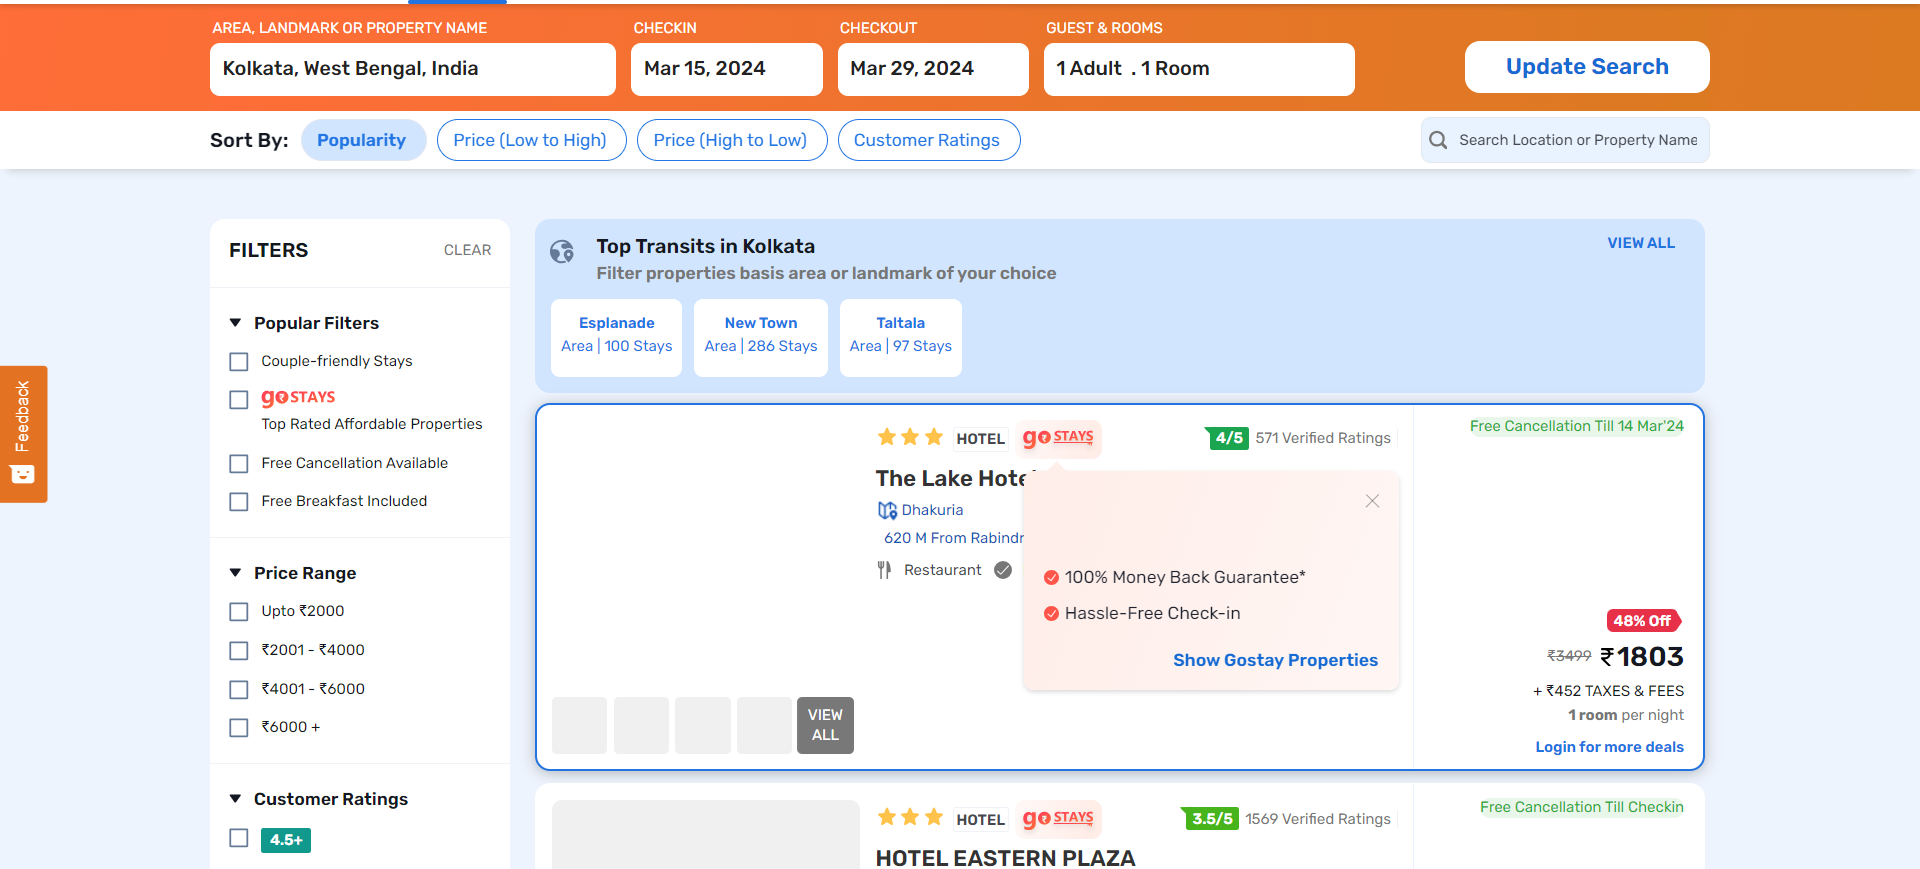 AREA, LANDMARK OR PROPERTY NAME
Kolkata, West Bengal, India
CHECKIN
Mar 15, 2024
CHECKOUT
Mar 29, 2024
GUEST & ROOMS
1 Adult . 1 Room
Update Search
Sort By:
Popularity
Price (Low to High)
Price (High to Low)
Customer Ratings
Search Location or Property Name
FILTERS
CLEAR
Popular Filters
Couple-friendly Stays
go STAYS
Top Rated Affordable Properties
Free Cancellation Available
Free Breakfast Included
Price Range
Upto ₹2000
₹2001 - ₹4000
₹4001 - ₹6000
₹6000 +
Customer Ratings
4.5+
Feedback
Top Transits in Kolkata
Filter properties basis area or landmark of your choice
VIEW ALL
Esplanade
Area | 100 Stays
New Town
Area | 286 Stays
Taltala
Area | 97 Stays
HOTEL
go STAYS
4/5
571 Verified Ratings
The Lake Hote
Dhakuria
620 M From Rabindr
Restaurant
100% Money Back Guarantee*
Hassle-Free Check-in
Show Gostay Properties
VIEW
ALL
Free Cancellation Till 14 Mar'24
48% Off
₹3499 ₹1803
+ ₹452 TAXES & FEES
1 room per night
Login for more deals
HOTEL
go STAYS
3.5/5
1569 Verified Ratings
HOTEL EASTERN PLAZA
Free Cancellation Till Checkin